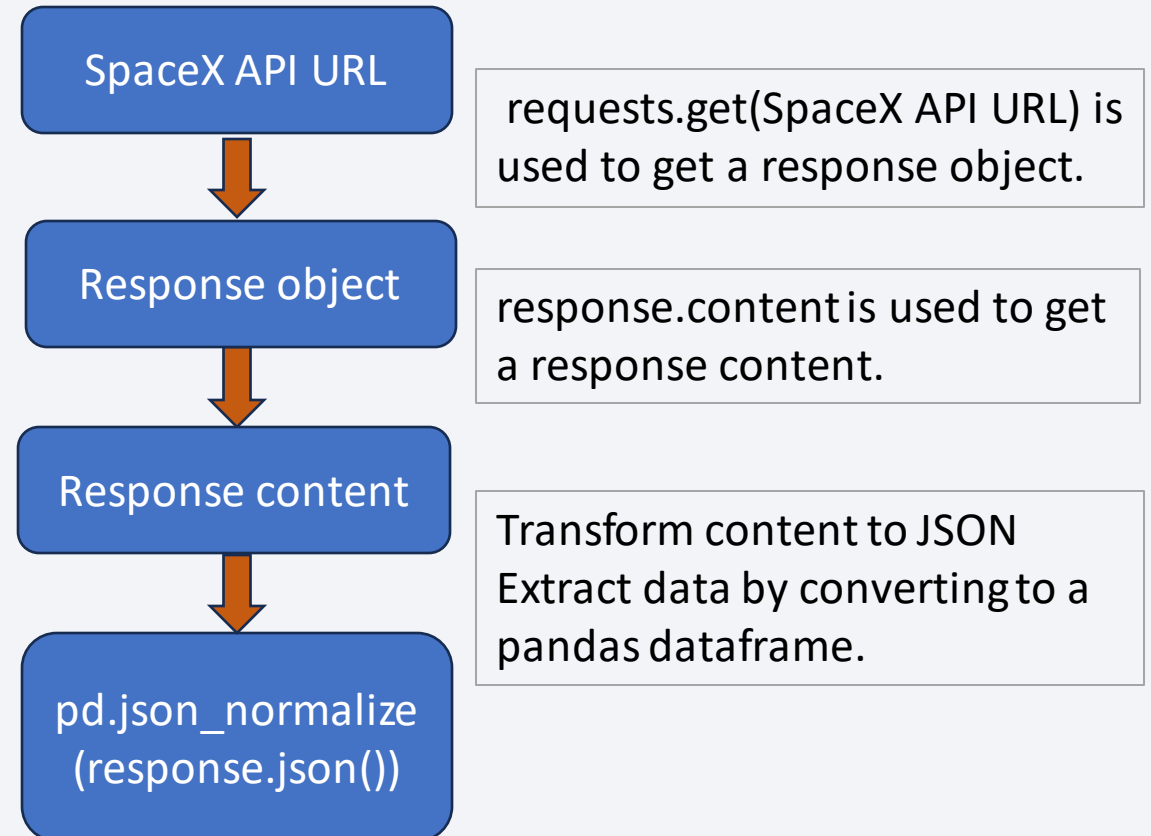 SpaceX API URL
requests.get(SpaceX API URL) is
used to get a response object.
Response object
response.content is used to get
a response content.
Response content
Transform content to JSON
Extract data by converting to a
pandas dataframe.
pd.json_normalize
(response.json())